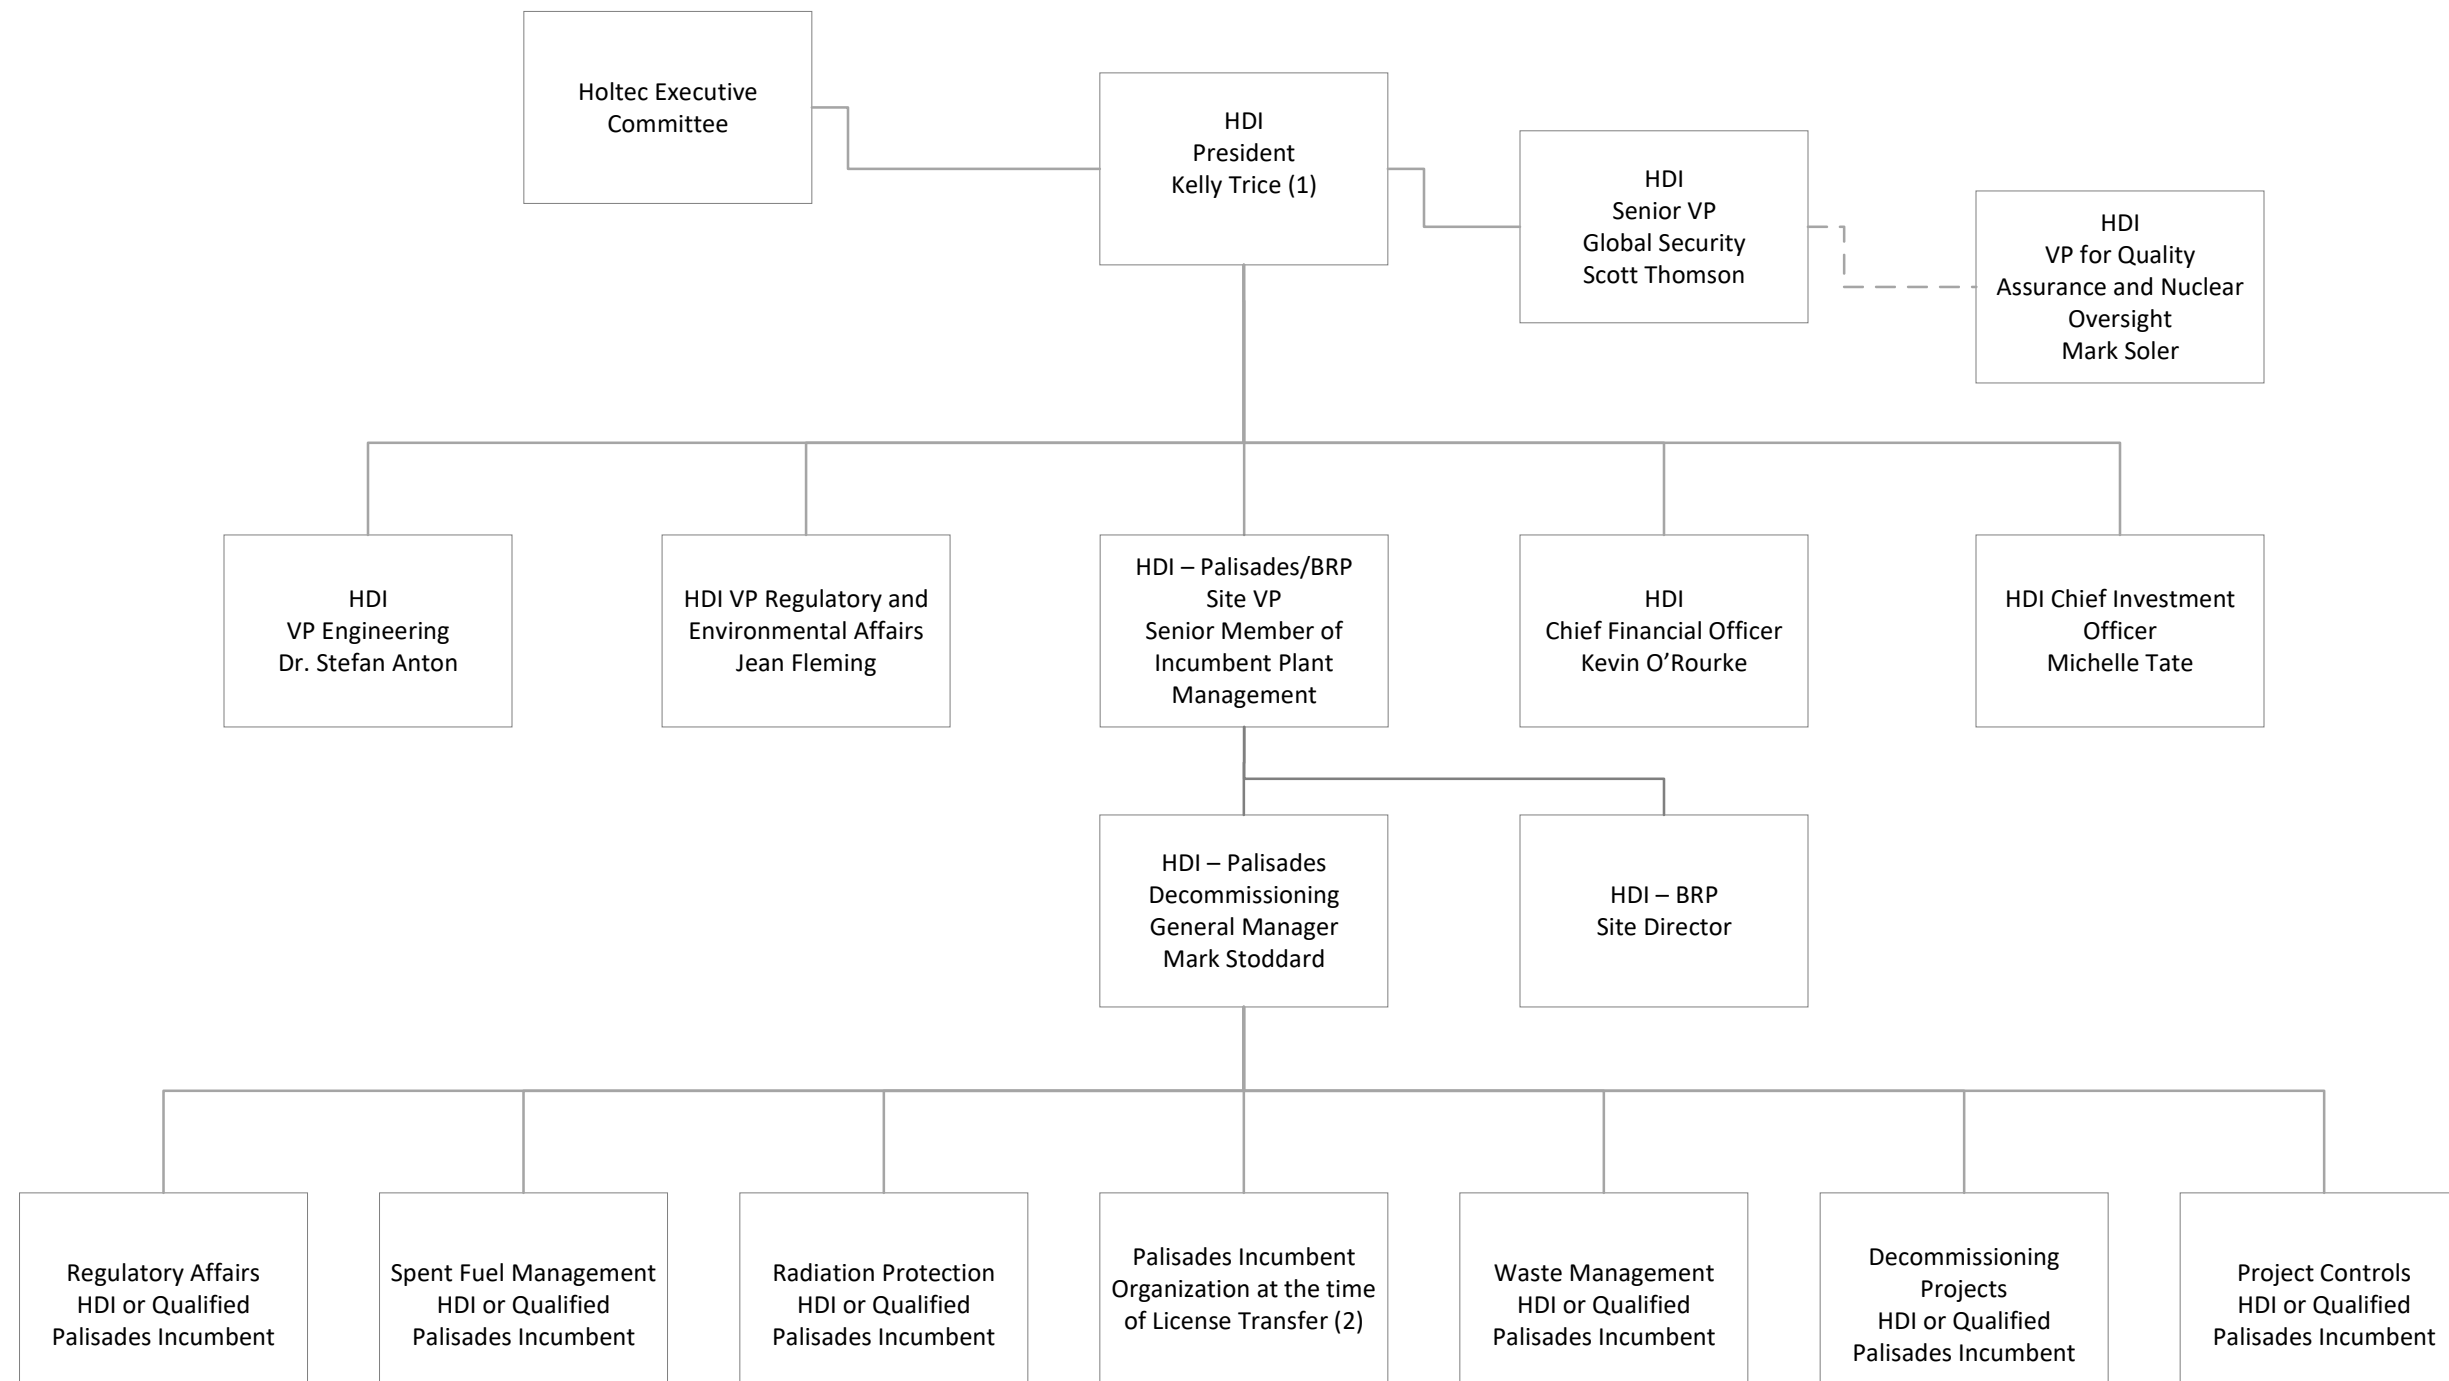 Holtec Executive
Committee
HDI
President
Kelly Trice (1)
HDI
Senior VP
Global Security
Scott Thomson
HDI
VP for Quality
Assurance and Nuclear
Oversight
Mark Soler
HDI
VP Engineering
Dr. Stefan Anton
HDI VP Regulatory and
Environmental Affairs
Jean Fleming
HDI – Palisades/BRP
Site VP
Senior Member of
Incumbent Plant
Management
HDI
Chief Financial Officer
Kevin O’Rourke
HDI Chief Investment
Officer
Michelle Tate
HDI – Palisades
Decommissioning
General Manager
Mark Stoddard
HDI – BRP
Site Director
Regulatory Affairs
HDI or Qualified
Palisades Incumbent
Spent Fuel Management
HDI or Qualified
Palisades Incumbent
Radiation Protection
HDI or Qualified
Palisades Incumbent
Palisades Incumbent
Organization at the time
of License Transfer (2)
Waste Management
HDI or Qualified
Palisades Incumbent
Decommissioning
Projects
HDI or Qualified
Palisades Incumbent
Project Controls
HDI or Qualified
Palisades Incumbent